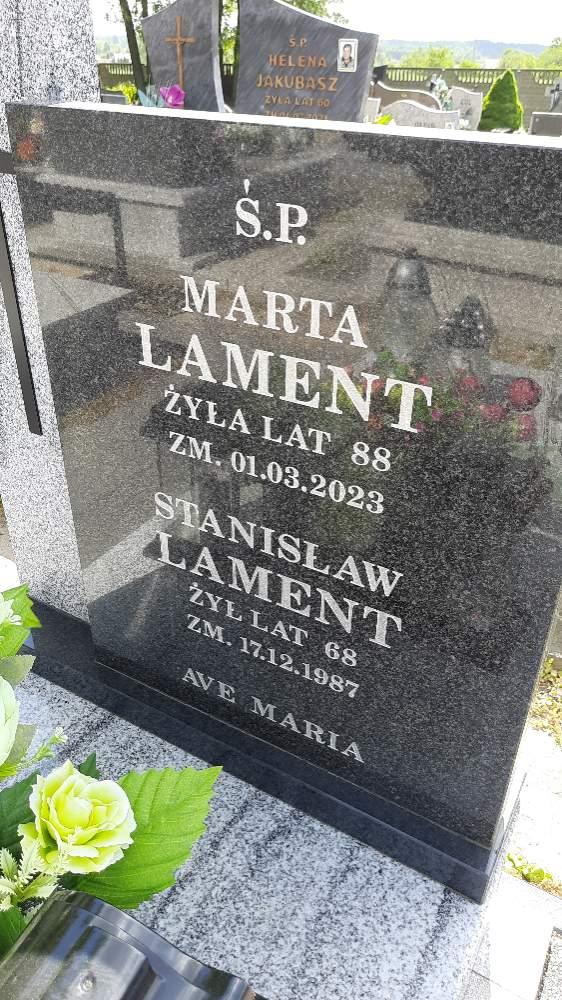 Ś.P.
HELENA
JAKUBASZ
ŻYŁA LAT 60
Ś.P.
MARTA
LAMENT
ŻYŁA LAT 88
ZM. 01.03.2023
STANISŁAW
LAMENT
ŻYŁ LAT 68
ZM. 17.12.1987
AVE MARIA